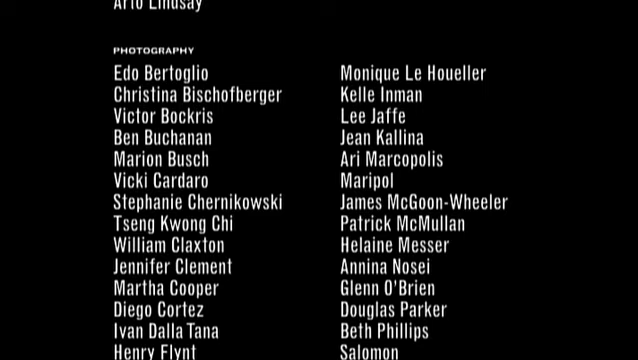 Arto Lindsay
PHOTOGRAPHY
Edo Bertoglio
Christina Bischofberger
Victor Bockris
Ben Buchanan
Marion Busch
Vicki Cardaro
Stephanie Chernikowski
Tseng Kwong Chi
William Claxton
Jennifer Clement
Martha Cooper
Diego Cortez
Ivan Dalla Tana
Henry Flynt
Monique Le Houeller
Kelle Inman
Lee Jaffe
Jean Kallina
Ari Marcopolis
Maripol
James McGoon-Wheeler
Patrick McMullan
Helaine Messer
Annina Nosei
Glenn O'Brien
Douglas Parker
Beth Phillips
Salomon